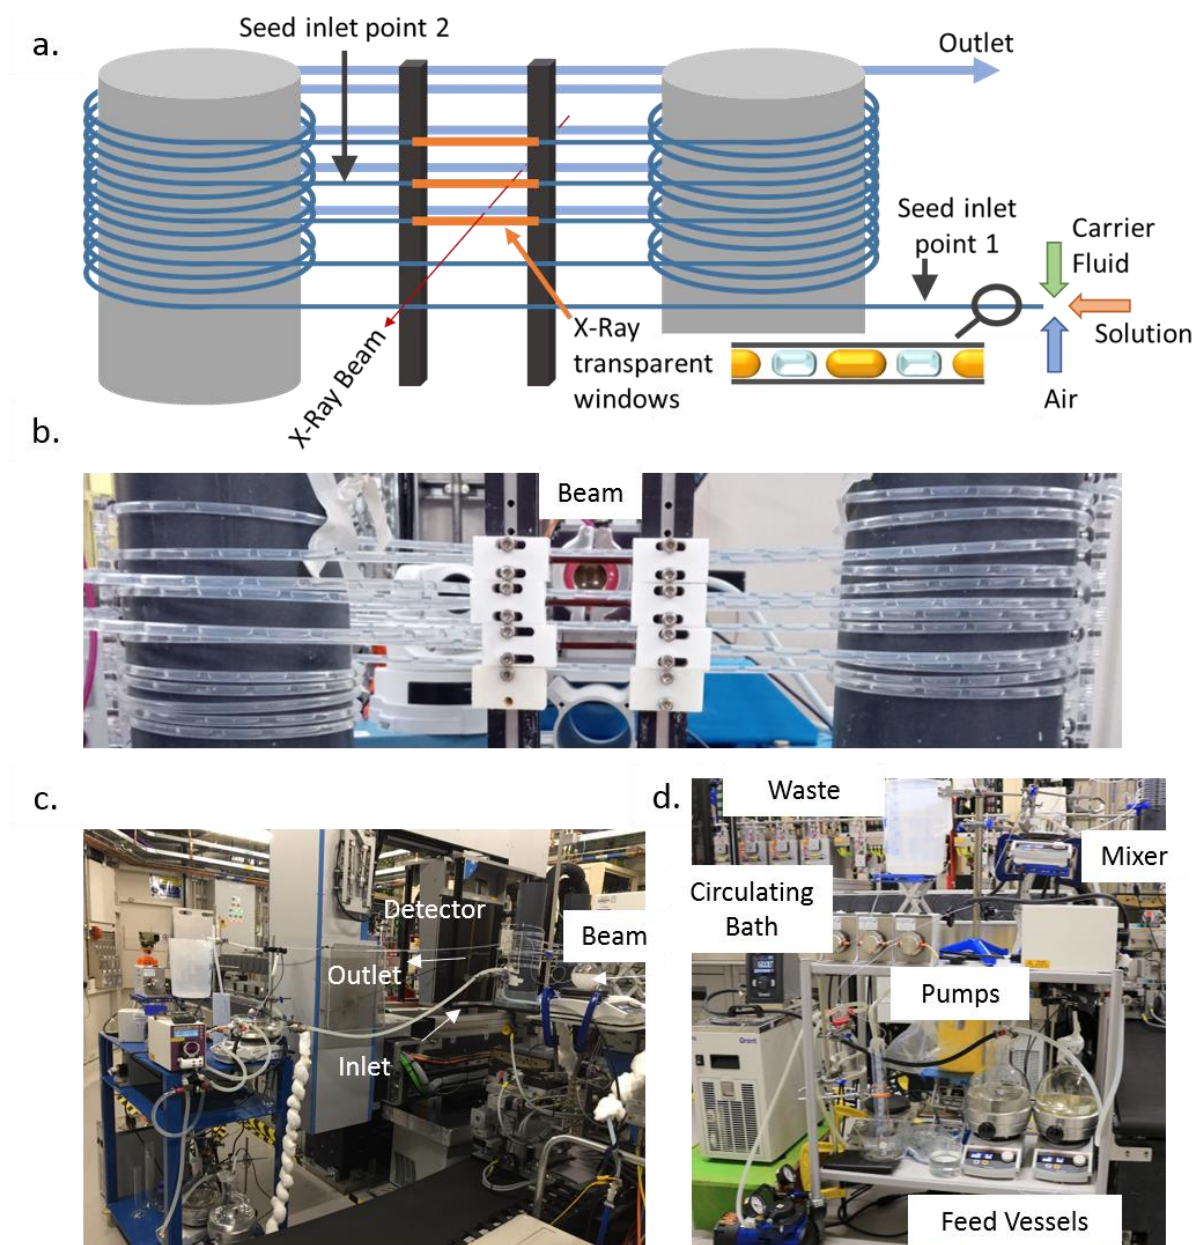 a.
Seed inlet point 2
Outlet
Seed inlet
point 1
Carrier
Fluid
Solution
Air
X-Ray
transparent
windows
X-Ray Beam
b.
Beam
c.
Detector
Beam
Outlet
Inlet
d.
Waste
Mixer
Circulating
Bath
Pumps
Grant
Feed Vessels